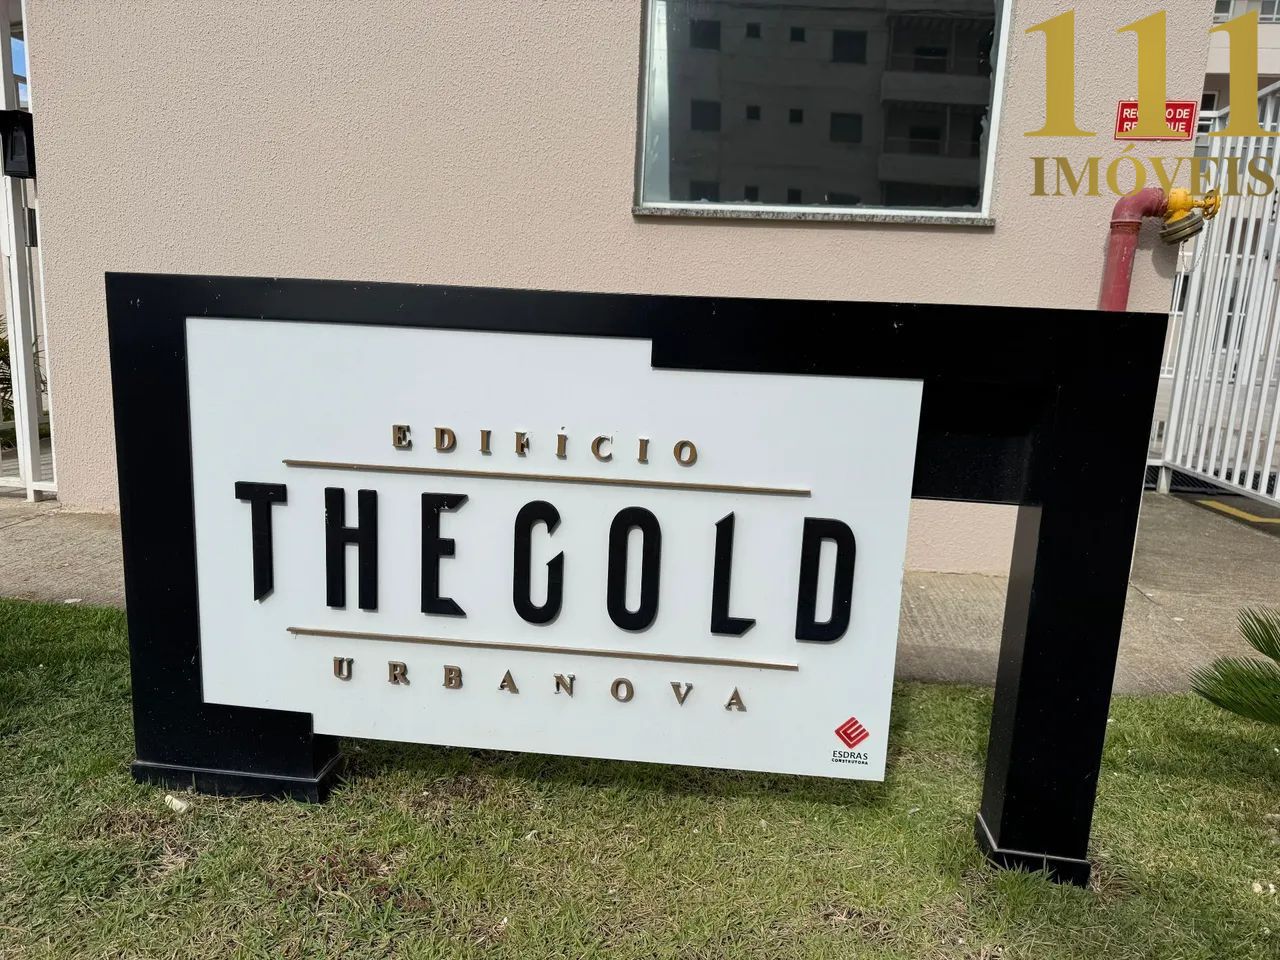 111
IMÓVEIS
EDIFÍCIO
THE GOLD
URBANOVA
ESDRAS
CONSTRUTORA